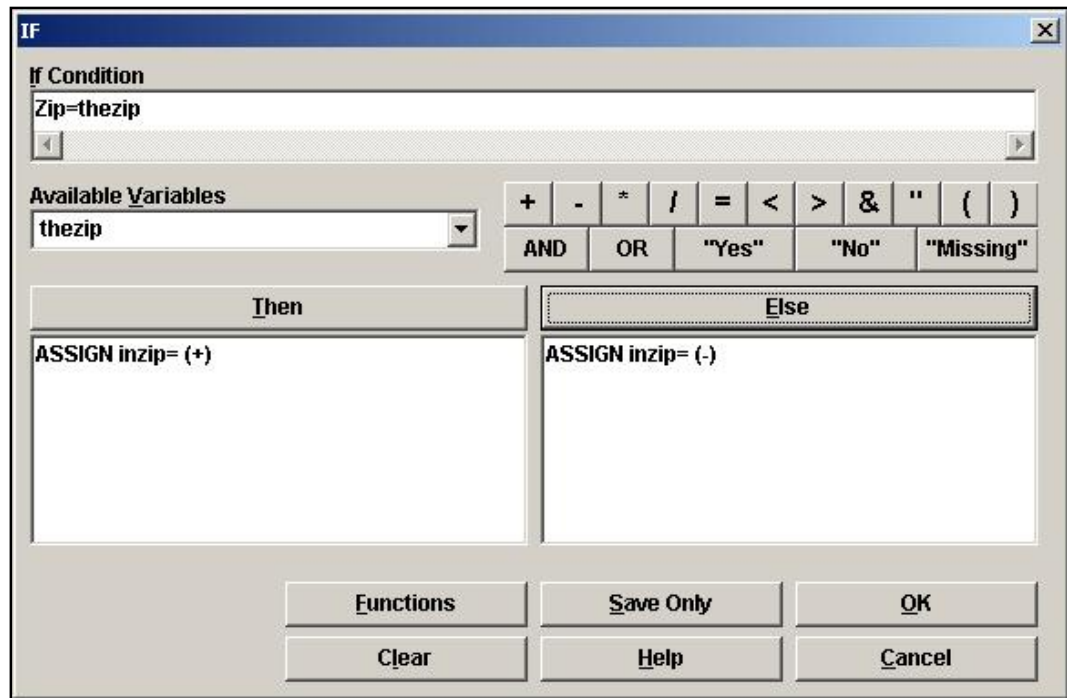 IF
If Condition
Zip=thezip
Available Variables
thezip
+ - * / = < > & " ( )
AND OR "Yes" "No" "Missing"
Then Else
ASSIGN inzip= (+) ASSIGN inzip= (-)
Functions Save Only OK
Clear Help Cancel